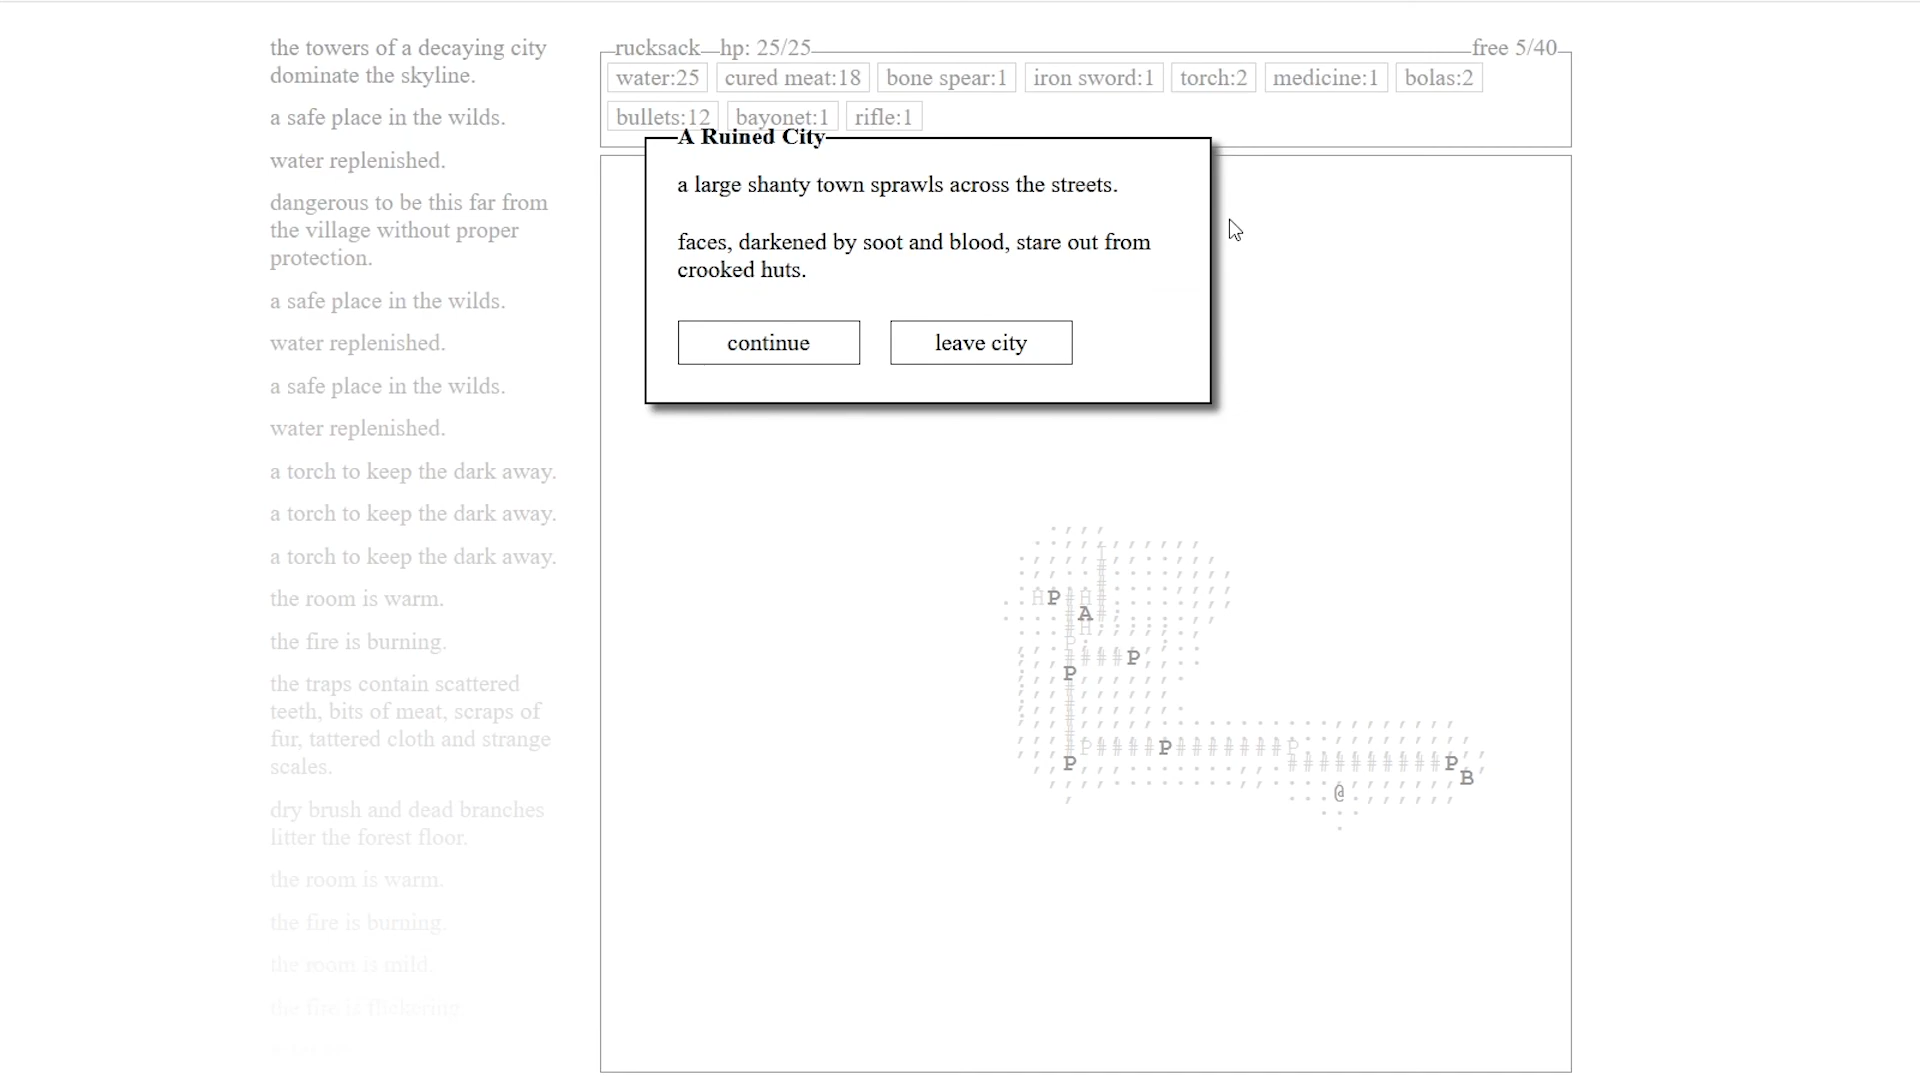 the towers of a decaying city
dominate the skyline.
a safe place in the wilds.
water replenished.
dangerous to be this far from
the village without proper
protection.
a safe place in the wilds.
water replenished.
a safe place in the wilds.
water replenished.
a torch to keep the dark away.
a torch to keep the dark away.
a torch to keep the dark away.
the room is warm.
the fire is burning.
the traps contain scattered
teeth, bits of meat, scraps of
fur, tattered cloth and strange
scales.
dry brush and dead branches
litter the forest floor.
the room is warm.
the fire is burning.
the room is mild.
the fire is flickering.
rucksack hp: 25/25 free 5/40
water:25 cured meat:18 bone spear:1 iron sword:1 torch:2 medicine:1 bolas:2
bullets:12 bayonet:1 rifle:1
A Ruined City
a large shanty town sprawls across the streets.
faces, darkened by soot and blood, stare out from
crooked huts.
continue leave city